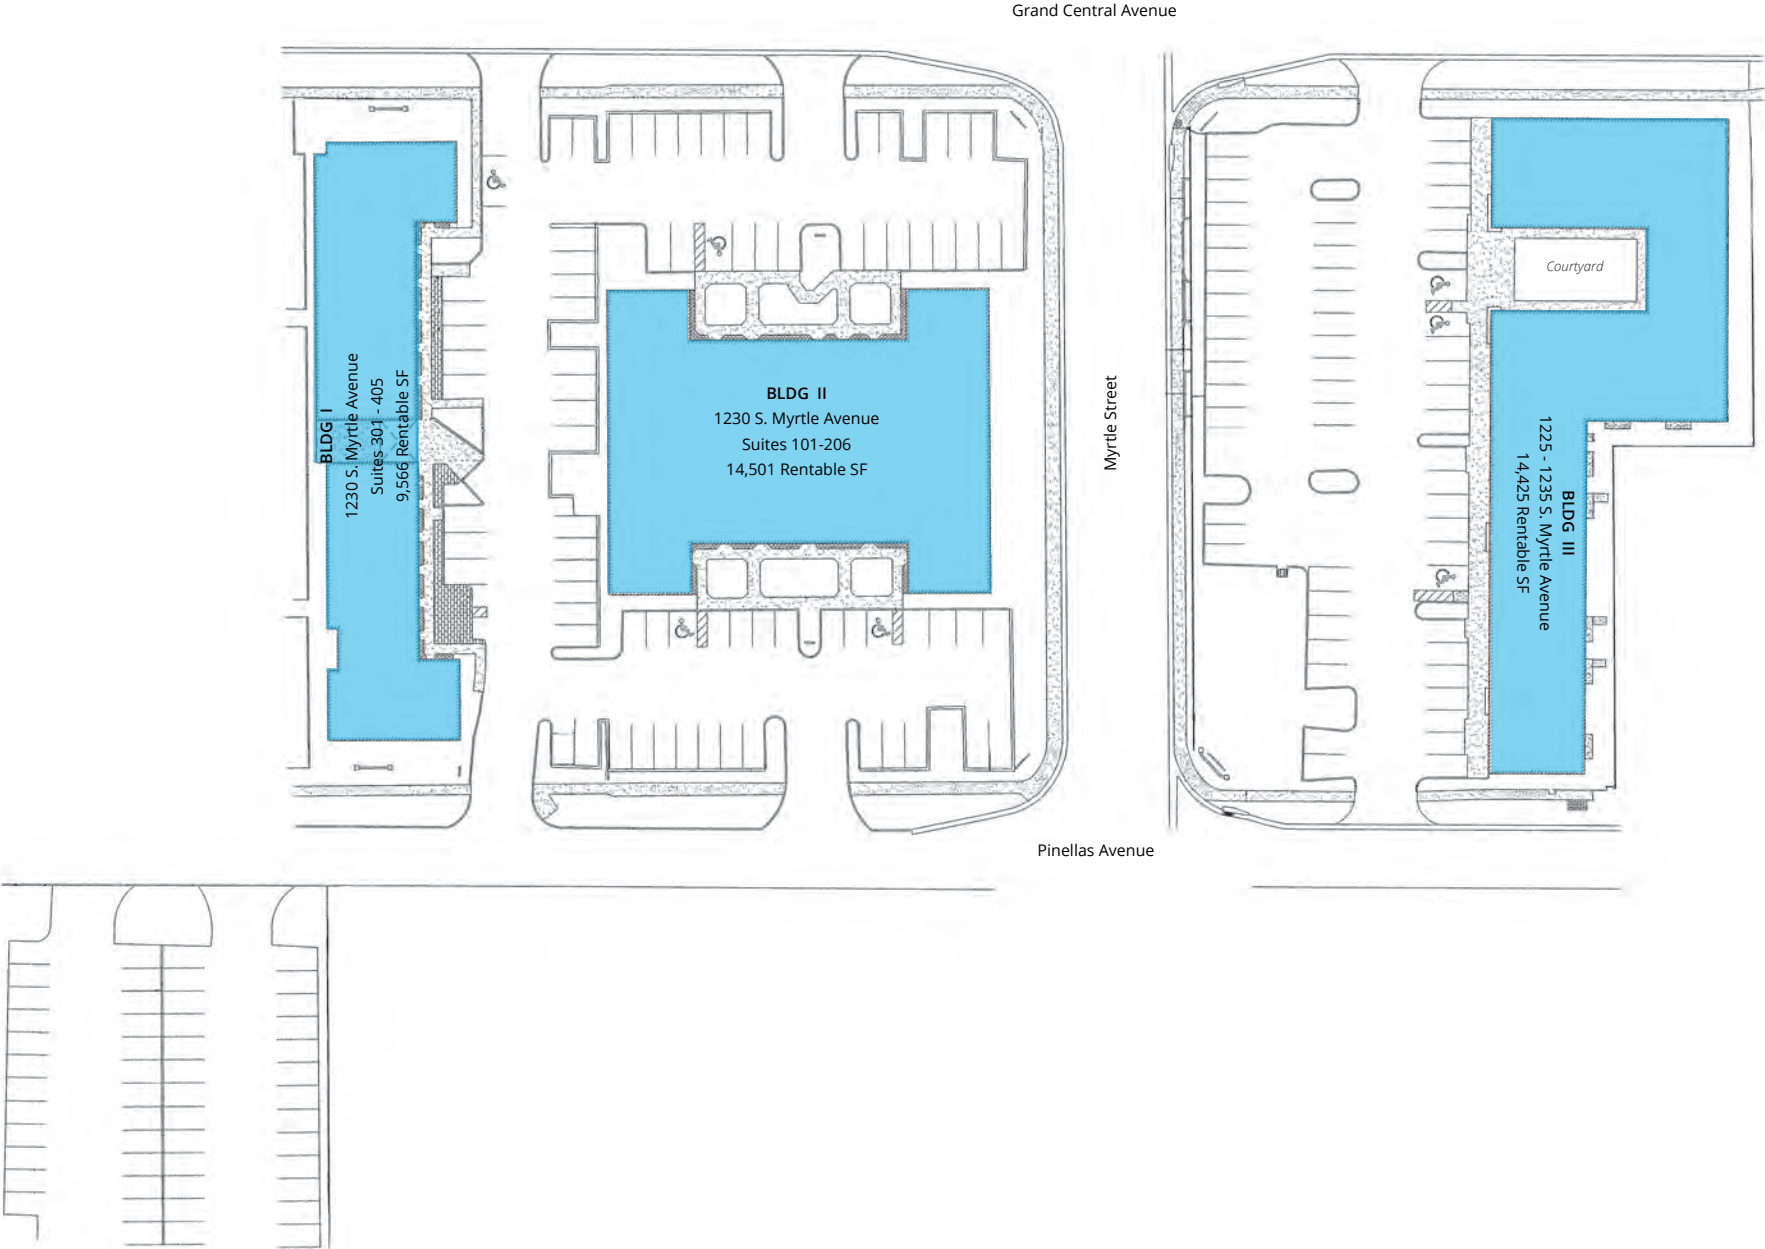 Grand Central Avenue
BLDG I
1230 S. Myrtle Avenue
Suites 301 - 405
9,566 Rentable SF
BLDG II
1230 S. Myrtle Avenue
Suites 101-206
14,501 Rentable SF
Myrtle Street
Courtyard
BLDG III
1225 - 1235 S. Myrtle Avenue
14,425 Rentable SF
Pinellas Avenue